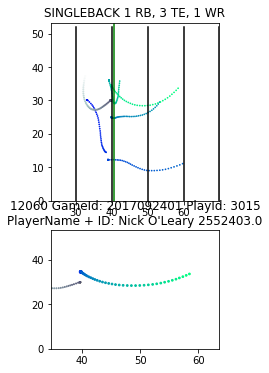 SINGLEBACK 1 RB, 3 TE, 1 WR
50
40
30
20
10
0
30 40 50 60 70
12060 GameId: 2017092401 PlayId: 3015
PlayerName + ID: Nick O'Leary 2552403.0
40
20
0
40 50 60